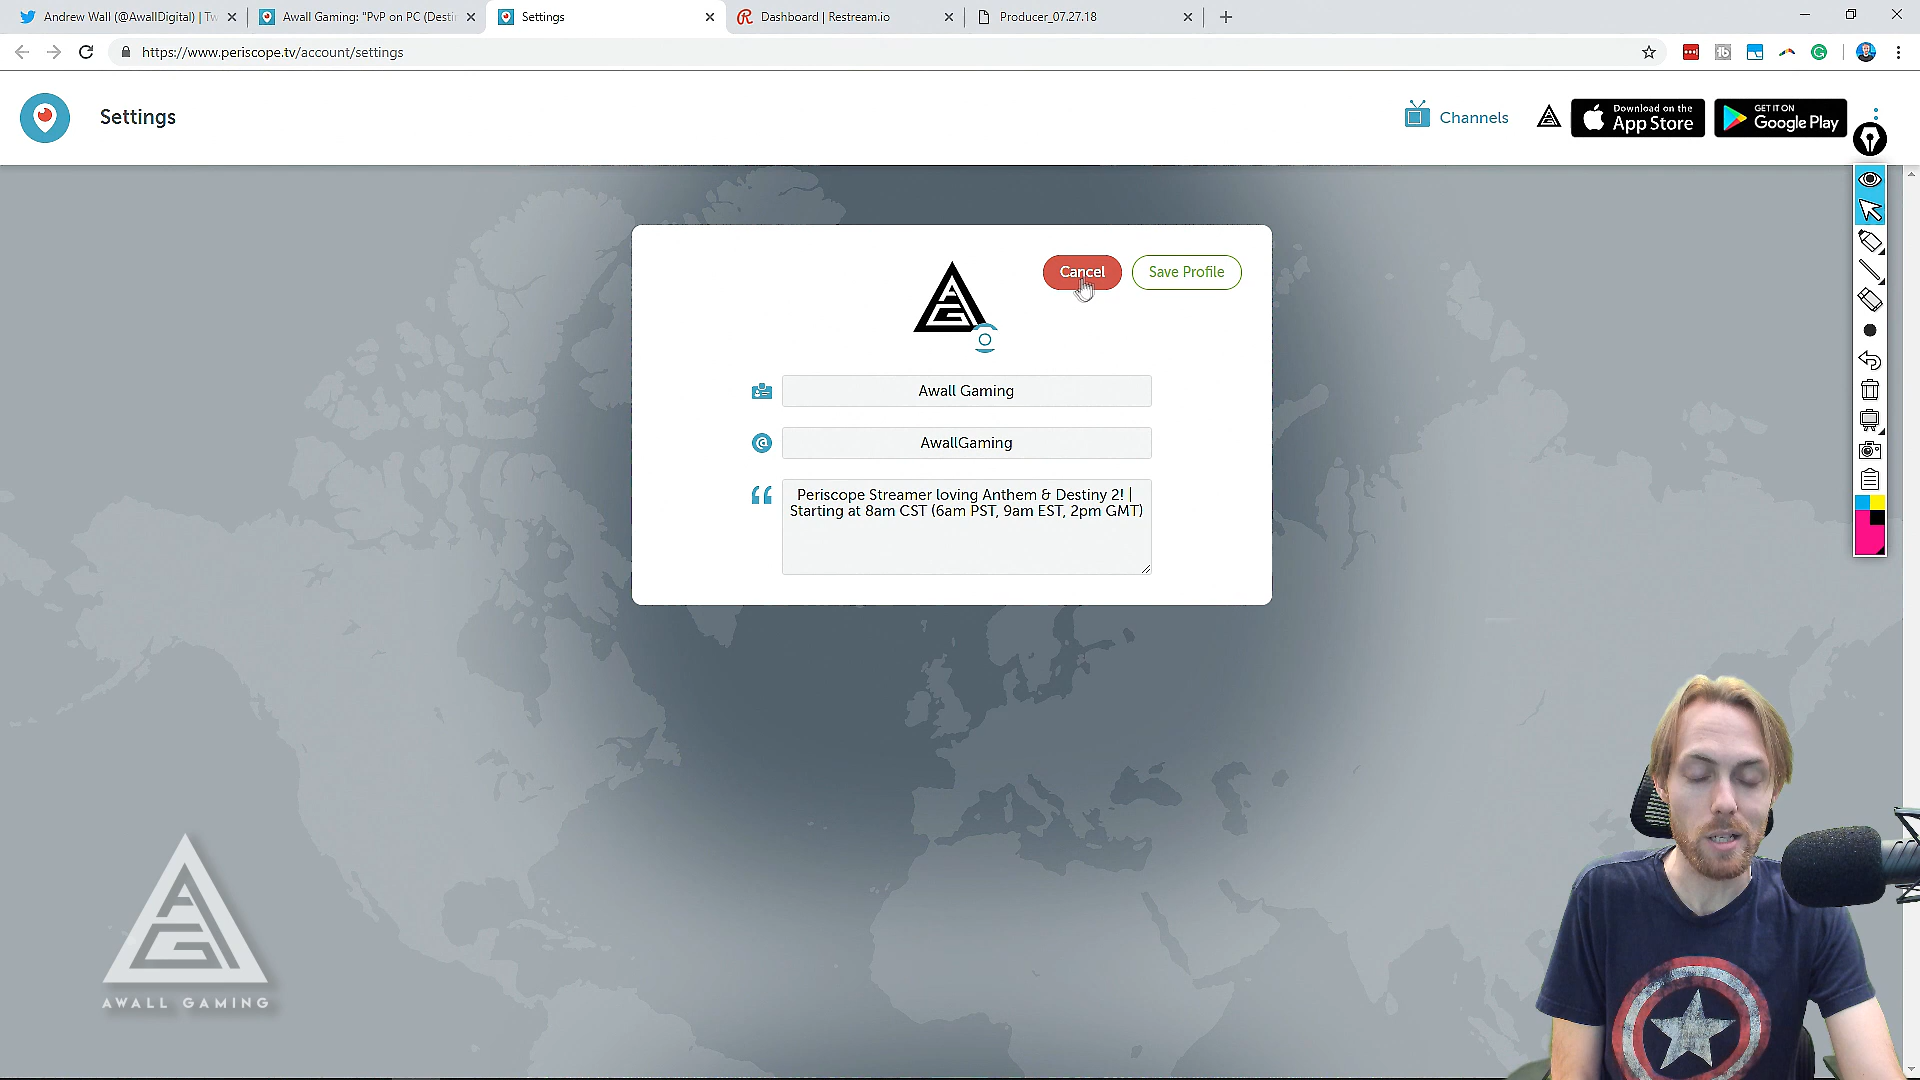 Andrew Wall (@AwallDigital) | Tw
Awall Gaming: "PvP on PC (Desti
Settings
Dashboard | Restream.io
Producer_07.27.18
https://www.periscope.tv/account/settings
Settings
Channels
Download on the
App Store
GET IT ON
Google Play
Cancel
Save Profile
Awall Gaming
AwallGaming
Periscope Streamer loving Anthem & Destiny 2! |
Starting at 8am CST (6am PST, 9am EST, 2pm GMT)
AWALL GAMING